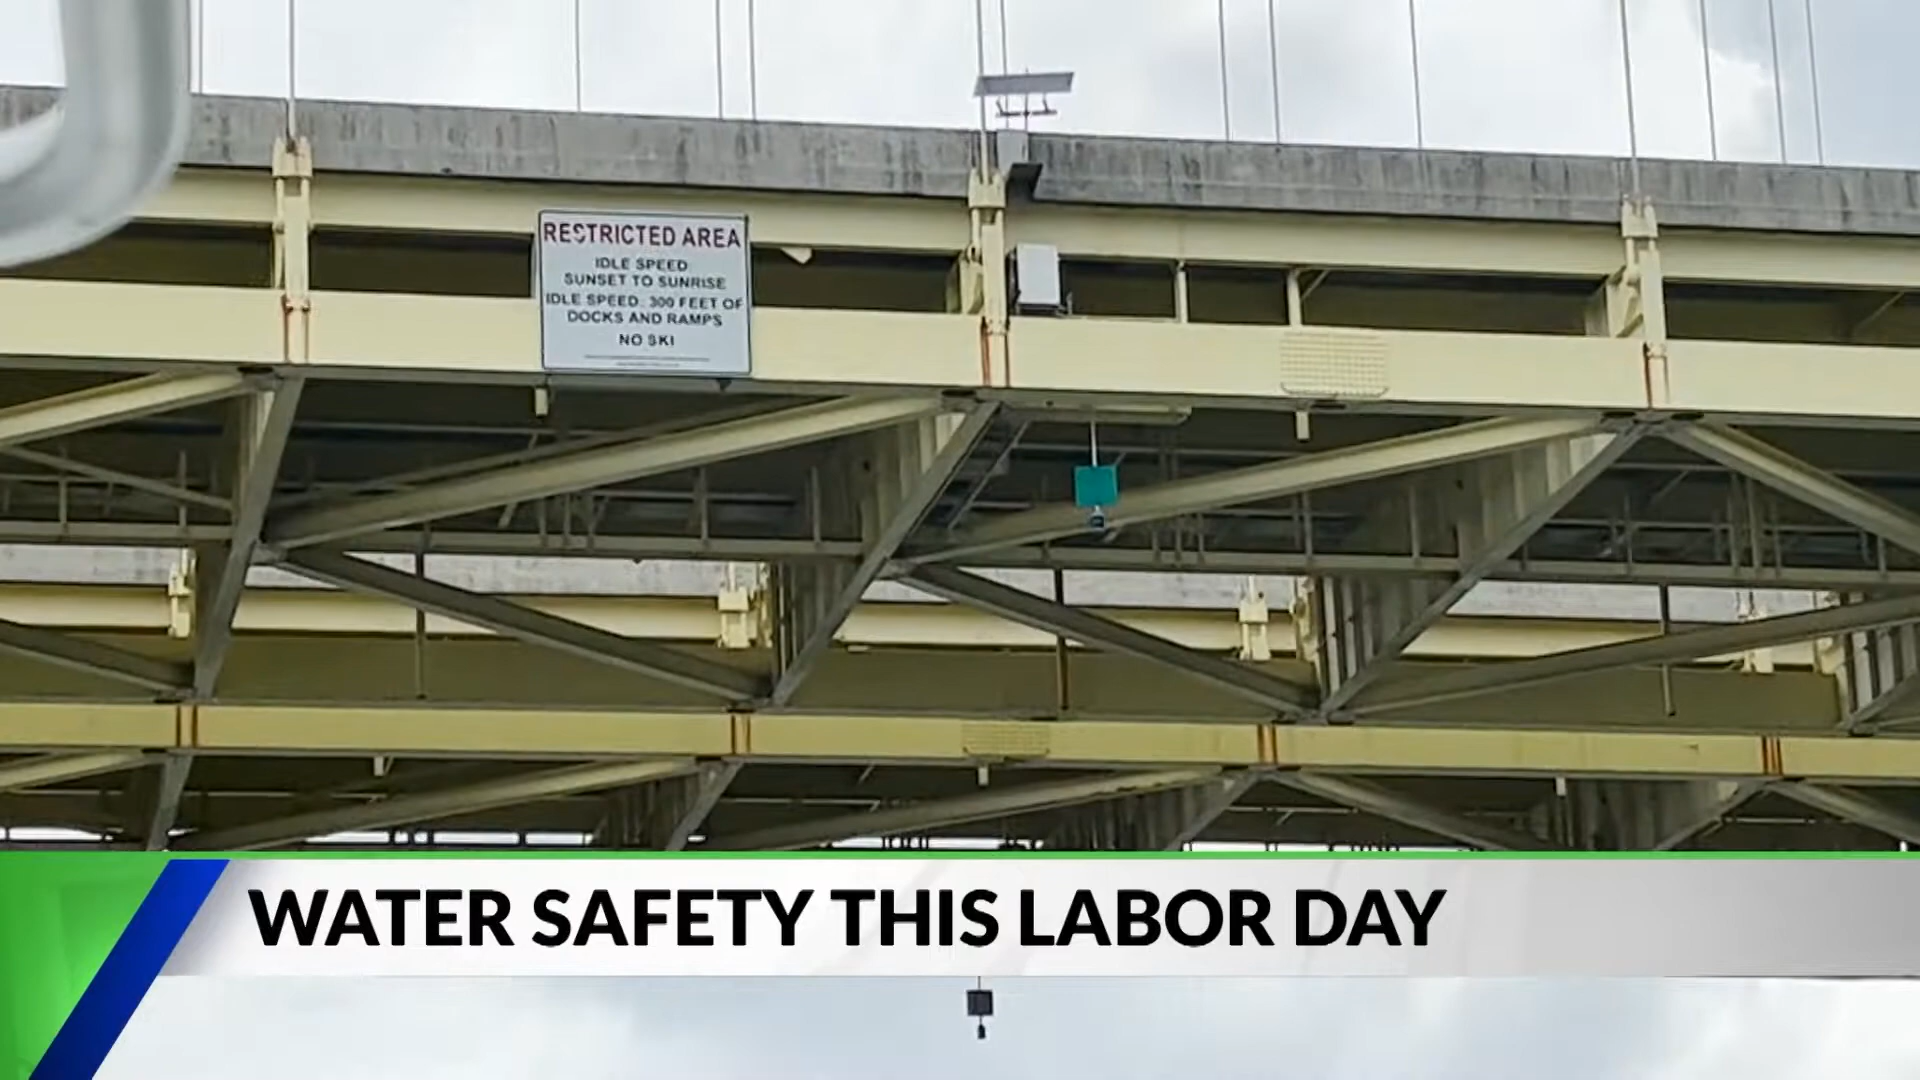 RESTRICTED AREA
IDLE SPEED
SUNSET TO SUNRISE
IDLE SPEED: 300 FEET OF
DOCKS AND RAMPS
NO SKI
WATER SAFETY THIS LABOR DAY